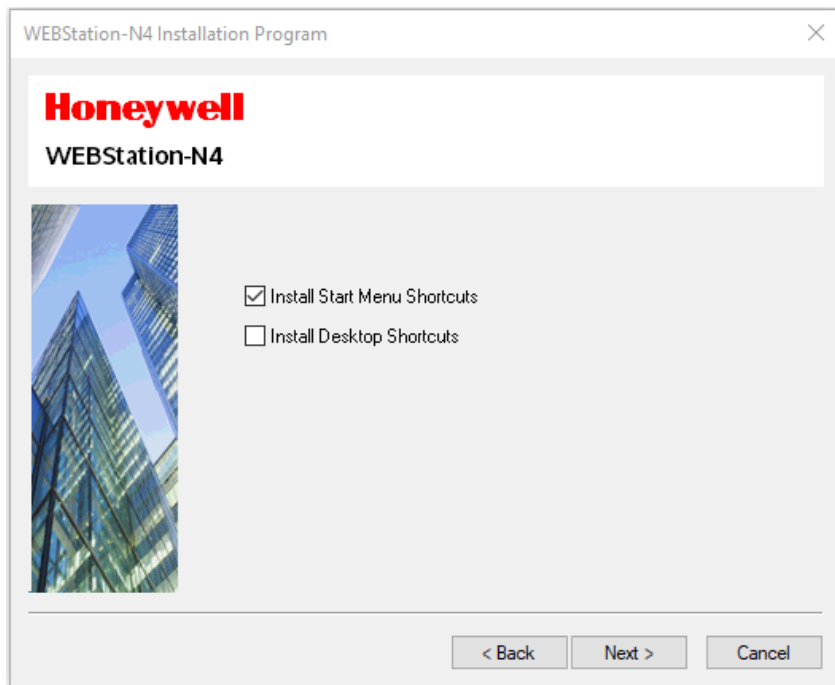 WEBStation-N4 Installation Program
Honeywell
WEBStation-N4
Install Start Menu Shortcuts
Install Desktop Shortcuts
< Back Next > Cancel